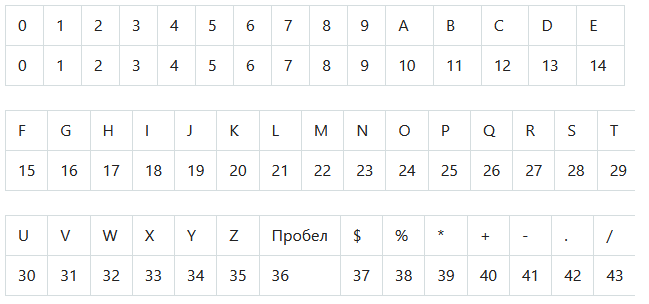 0 1 2 3 4 5 6 7 8 9 A B C D E
0 1 2 3 4 5 6 7 8 9 10 11 12 13 14
F G H I J K L M N O P Q R S T
15 16 17 18 19 20 21 22 23 24 25 26 27 28 29
U V W X Y Z Пробел $ % * + - . /
30 31 32 33 34 35 36 37 38 39 40 41 42 43